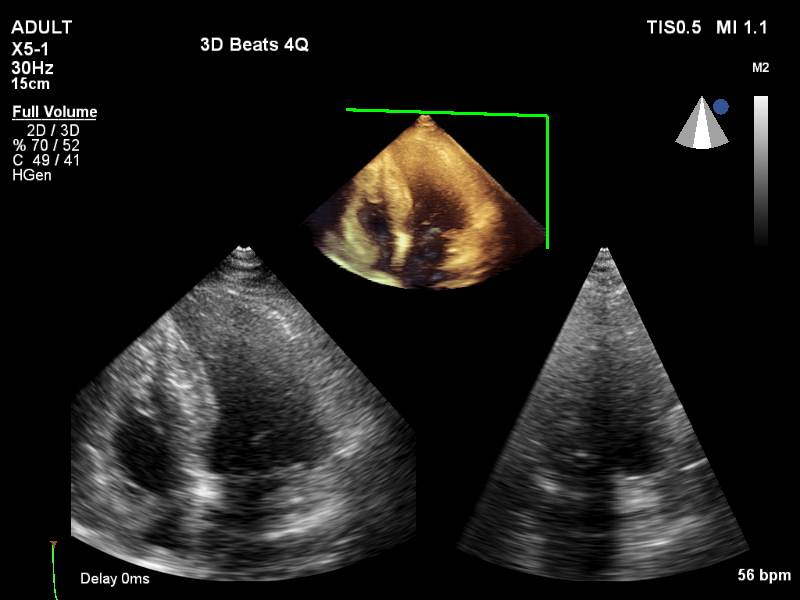 ADULT
X5-1
30Hz
15cm
Full Volume
2D / 3D
% 70 / 52
C 49 / 41
HGen
3D Beats 4Q
TIS0.5 MI 1.1
M2
Delay 0ms
56 bpm